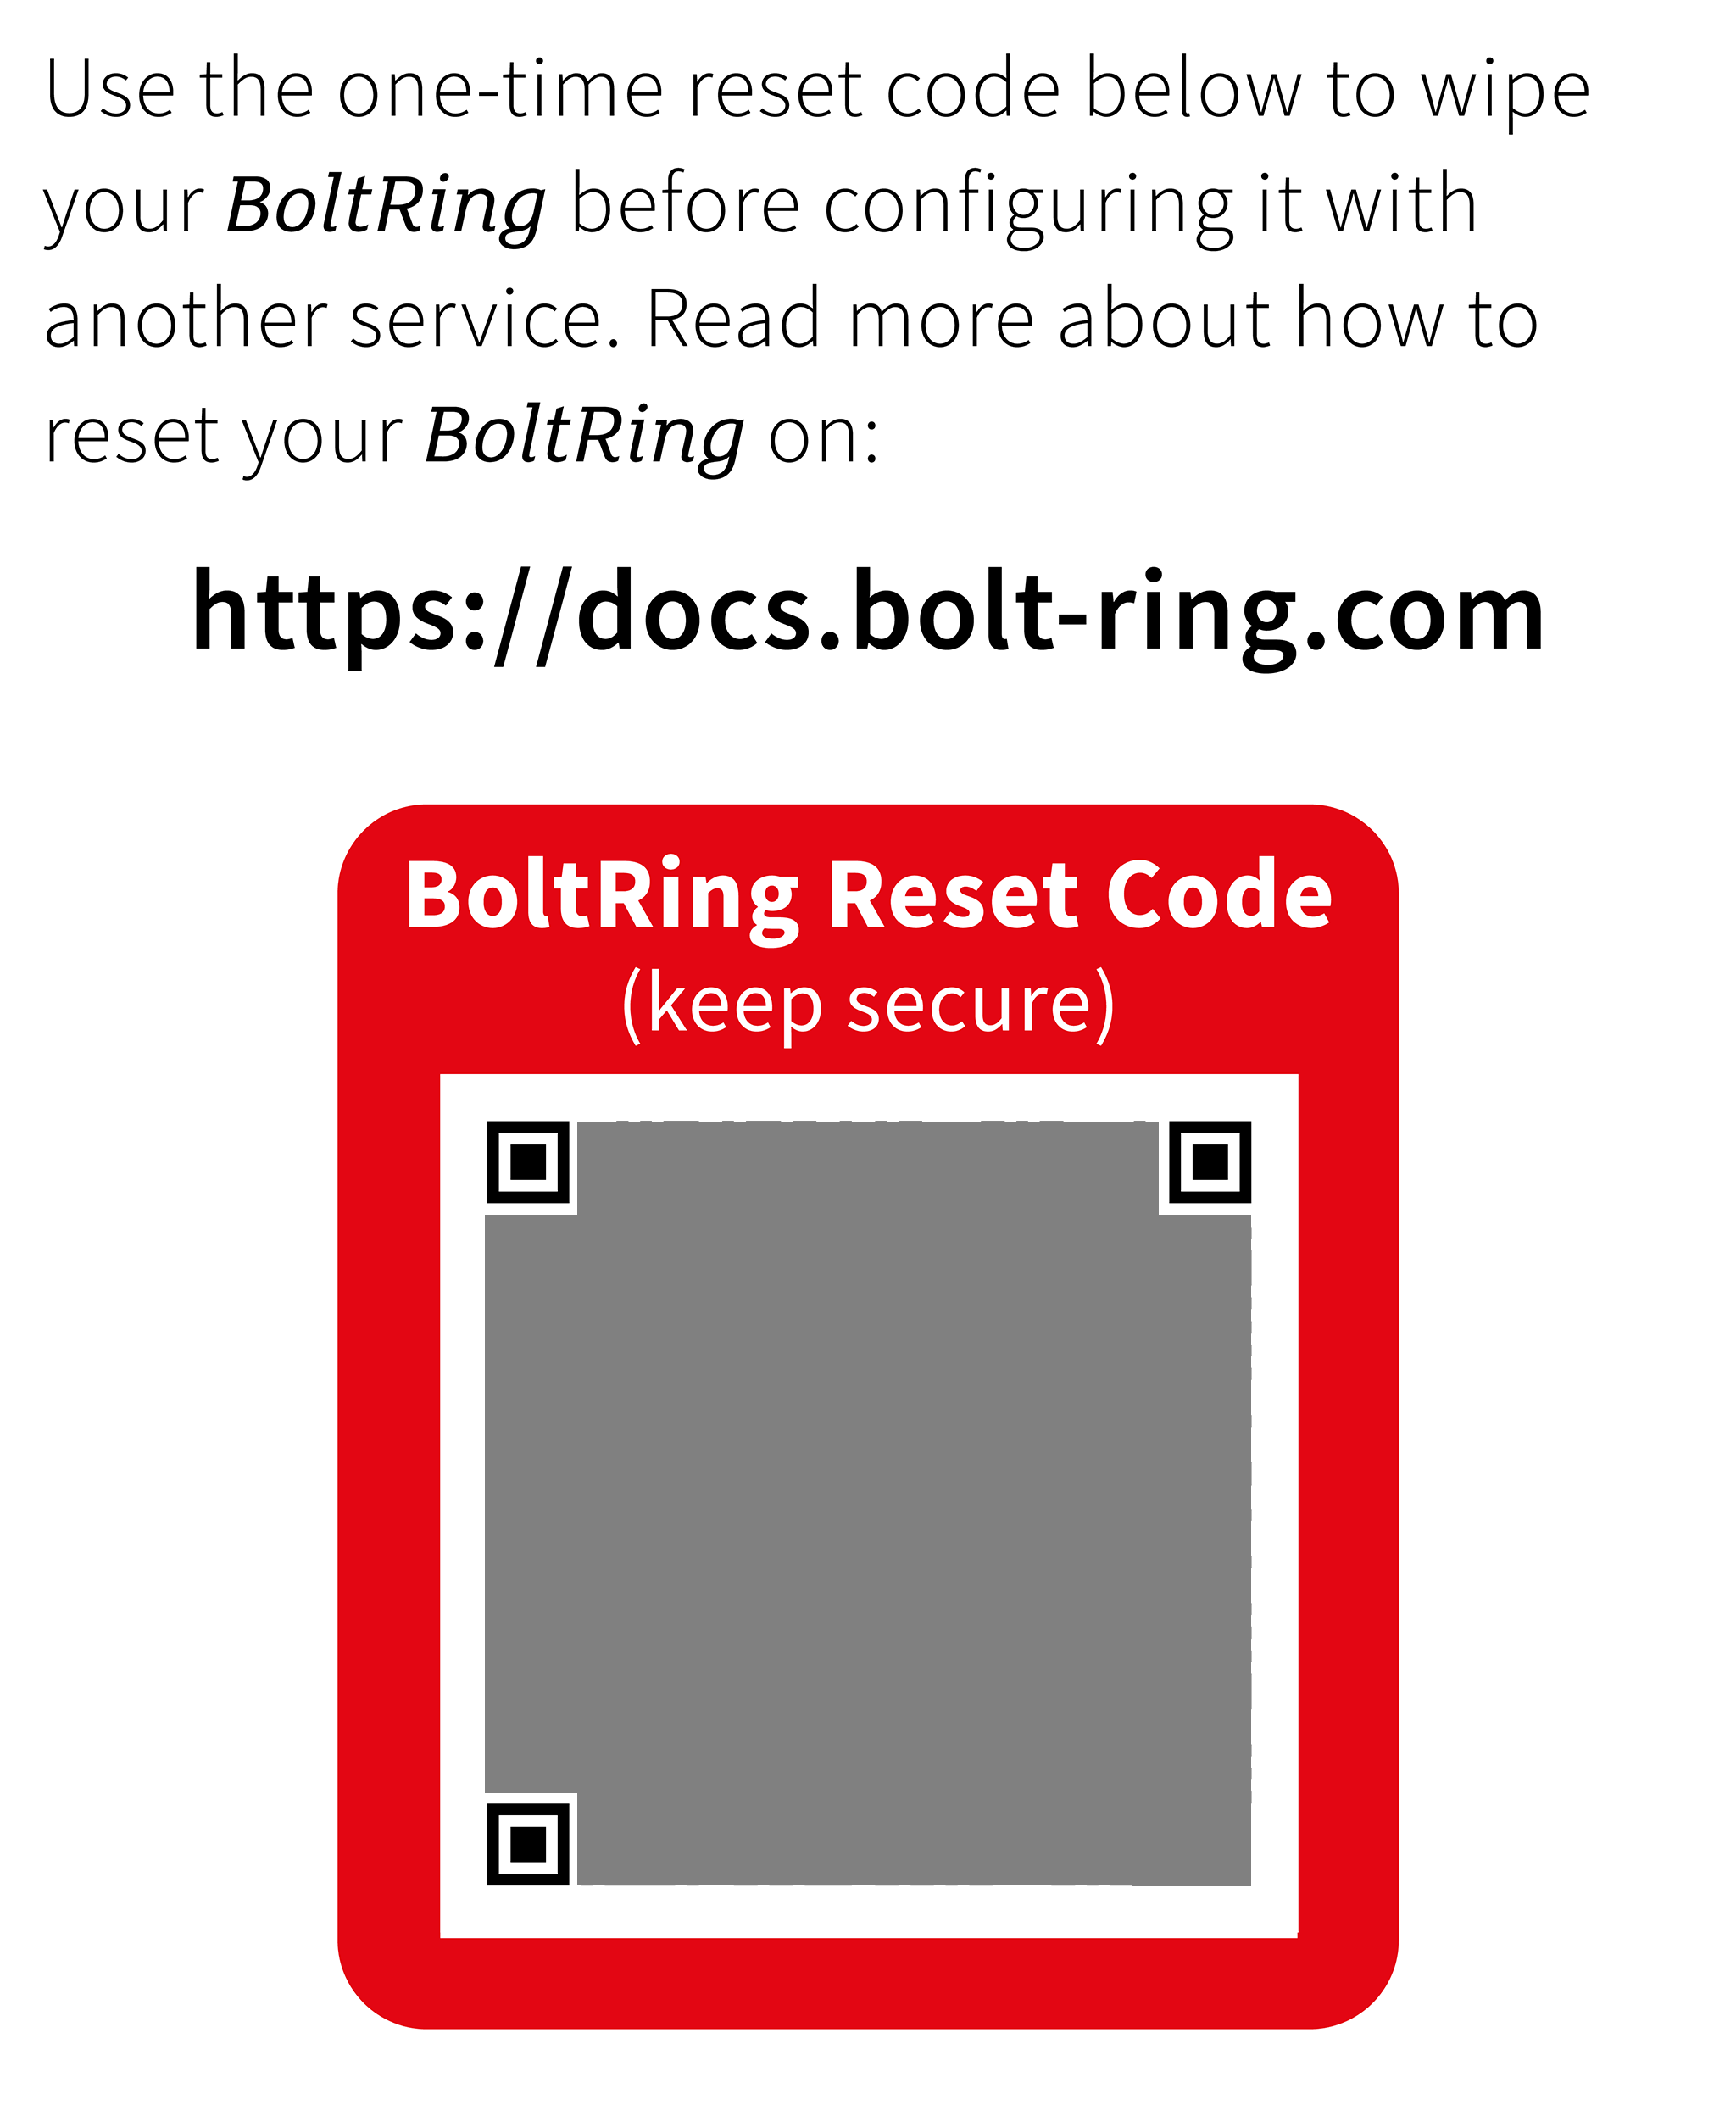 Use the one-time reset code below to wipe
your BoltRing before configuring it with
another service. Read more about how to
reset your BoltRing on:
https://docs.bolt-ring.com
BoltRing Reset Code
(keep secure)